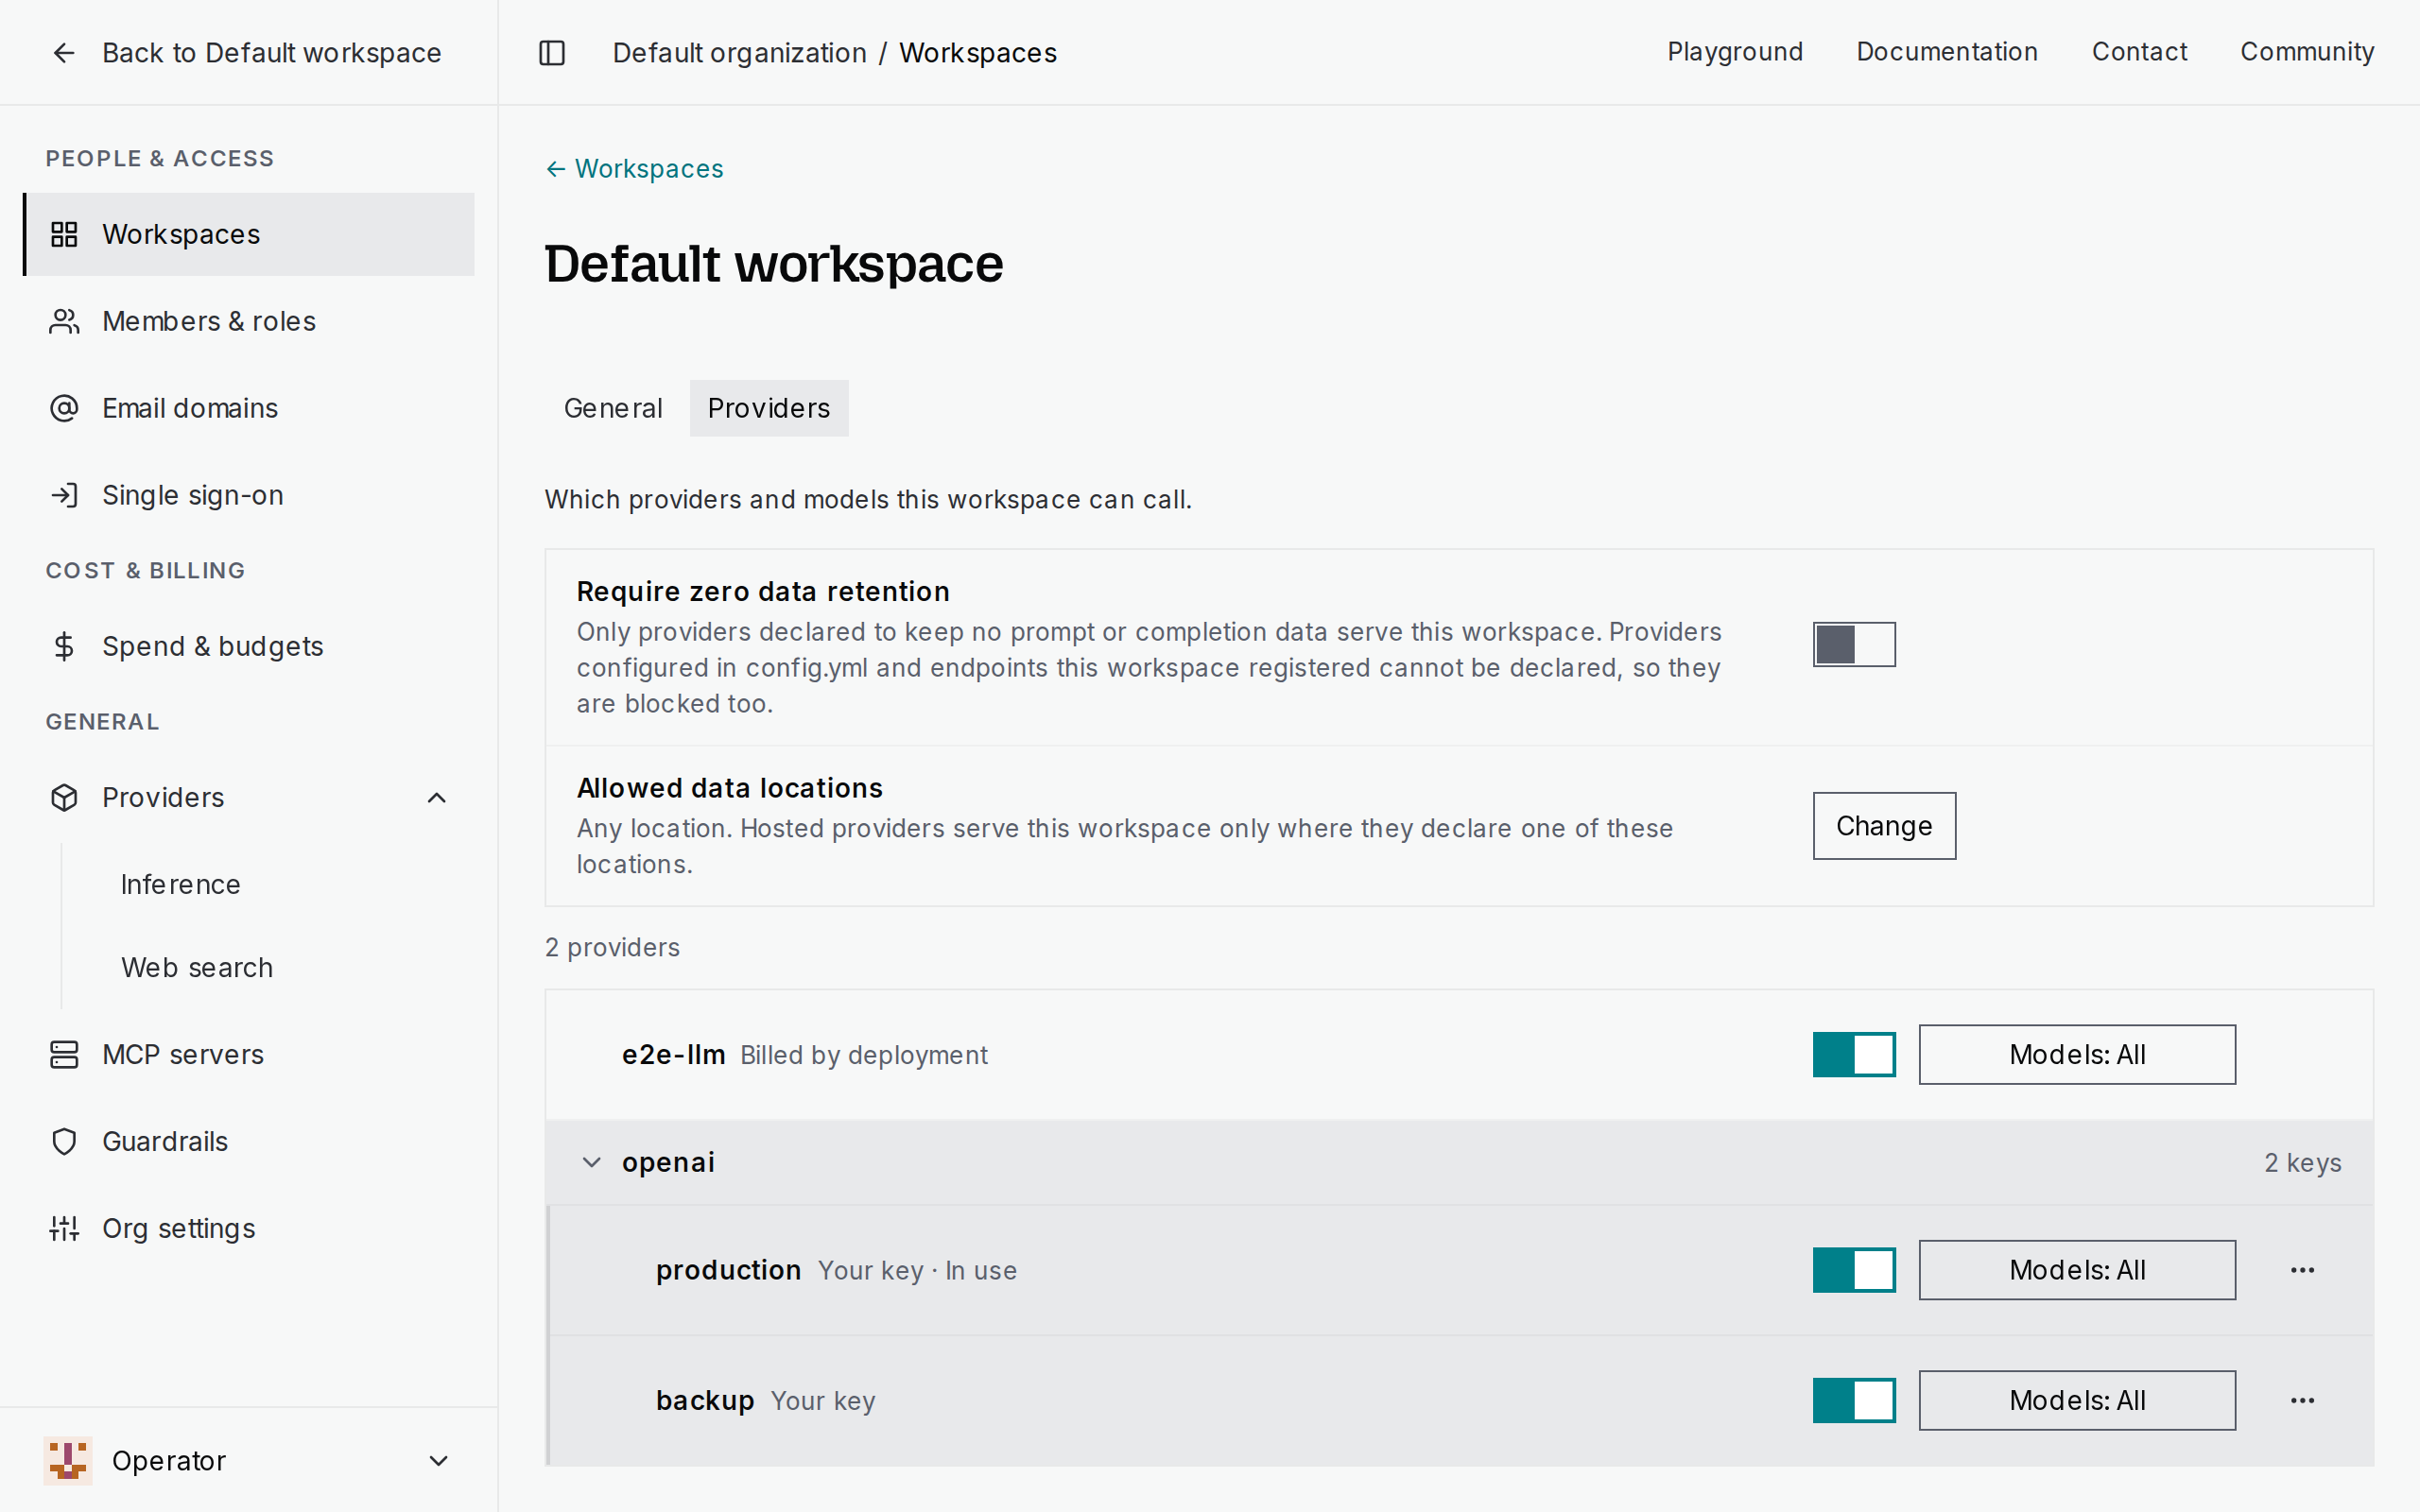 Back to Default workspace
Default organization / Workspaces
Playground
Documentation
Contact
Community
PEOPLE & ACCESS
Workspaces
Members & roles
Email domains
Single sign-on
COST & BILLING
Spend & budgets
GENERAL
Providers
Inference
Web search
MCP servers
Guardrails
Org settings
Operator
← Workspaces
Default workspace
General
Providers
Which providers and models this workspace can call.
Require zero data retention
Only providers declared to keep no prompt or completion data serve this workspace. Providers
configured in config.yml and endpoints this workspace registered cannot be declared, so they
are blocked too.
Allowed data locations
Any location. Hosted providers serve this workspace only where they declare one of these
locations.
Change
2 providers
e2e-llm Billed by deployment
Models: All
openai
2 keys
production Your key · In use
Models: All
backup Your key
Models: All